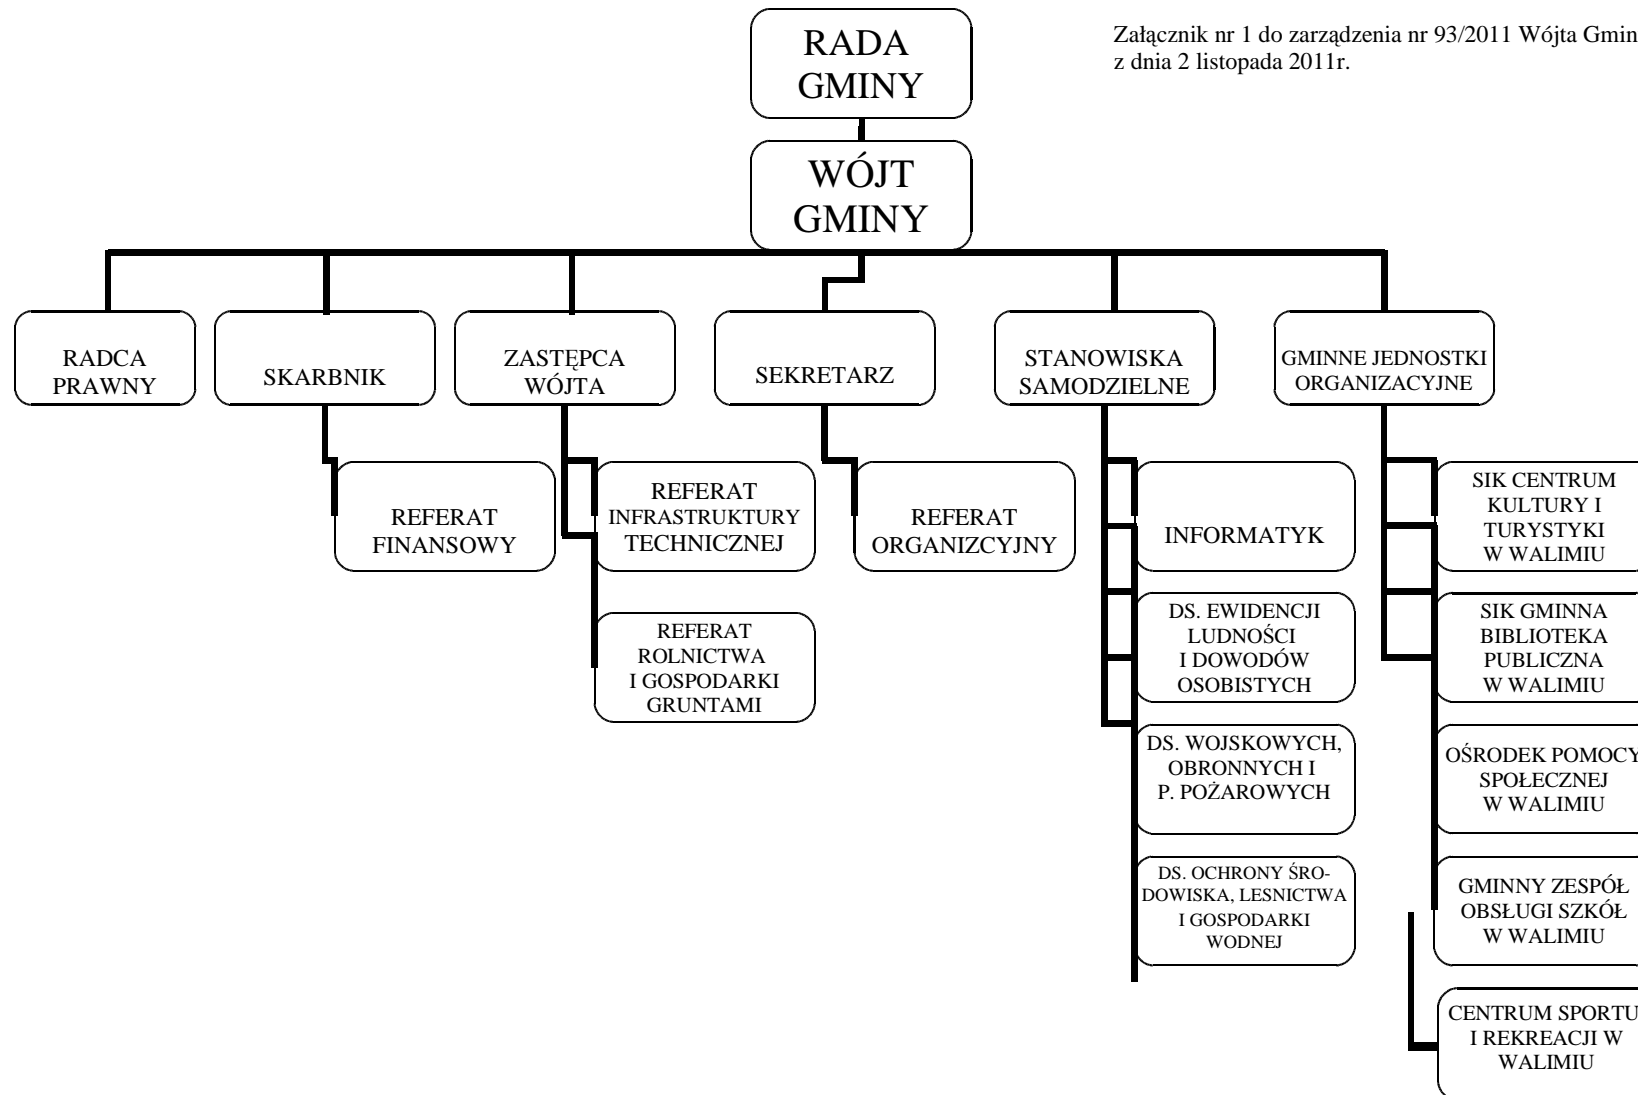 RADA
GMINY
Załącznik nr 1 do zarządzenia nr 93/2011 Wójta Gmin
z dnia 2 listopada 2011r.
WÓJT
GMINY
RADCA
PRAWNY
SKARBNIK
ZASTĘPCA
WÓJTA
SEKRETARZ
STANOWISKA
SAMODZIELNE
GMINNE JEDNOSTKI
ORGANIZACYJNE
REFERAT
FINANSOWY
REFERAT
INFRASTRUKTURY
TECHNICZNEJ
REFERAT
ORGANIZCYJNY
INFORMATYK
SIK CENTRUM
KULTURY I
TURYSTYKI
W WALIMIU
REFERAT
ROLNICTWA
I GOSPODARKI
GRUNTAMI
DS. EWIDENCJI
LUDNOŚCI
I DOWODÓW
OSOBISTYCH
SIK GMINNA
BIBLIOTEKA
PUBLICZNA
W WALIMIU
DS. WOJSKOWYCH,
OBRONNYCH I
P. POŻAROWYCH
OŚRODEK POMOCY
SPOŁECZNEJ
W WALIMIU
DS. OCHRONY ŚRO-
DOWISKA, LESNICTWA
I GOSPODARKI
WODNEJ
GMINNY ZESPÓŁ
OBSŁUGI SZKÓŁ
W WALIMIU
CENTRUM SPORTU
I REKREACJI W
WALIMIU